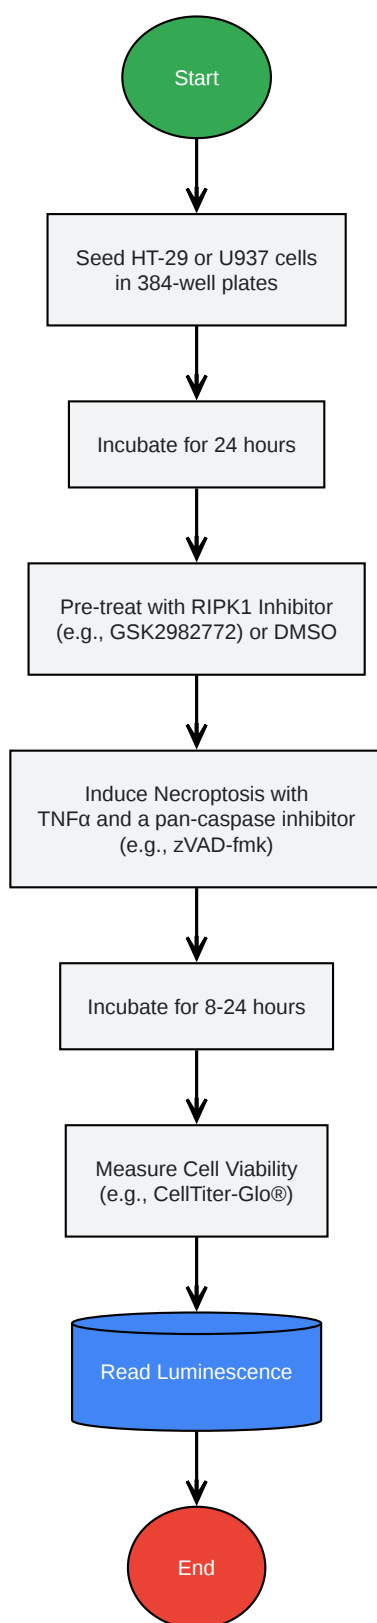 Start
Seed HT-29 or U937 cells
in 384-well plates
Incubate for 24 hours
Pre-treat with RIPK1 Inhibitor
(e.g., GSK2982772) or DMSO
Induce Necroptosis with
TNFα and a pan-caspase inhibitor
(e.g., zVAD-fmk)
Incubate for 8-24 hours
Measure Cell Viability
(e.g., CellTiter-Glo®)
Read Luminescence
End